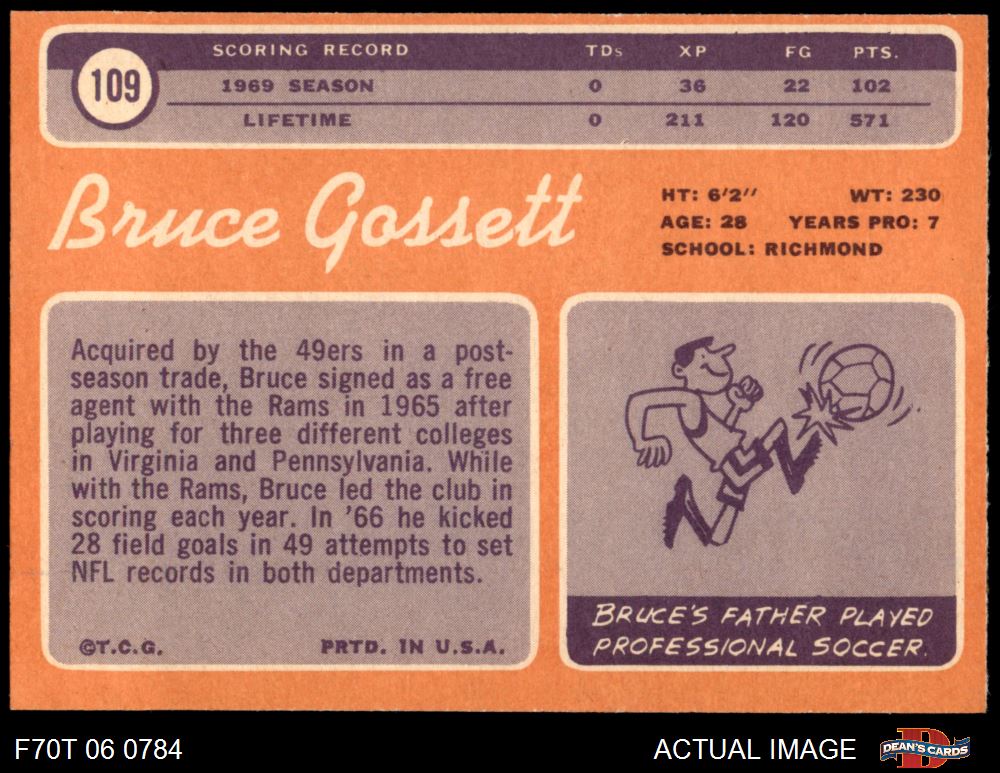 109
SCORING RECORD TDs XP FG PTS.
1969 SEASON 0 36 22 102
LIFETIME 0 211 120 571
Bruce Gossett
HT: 6'2'' WT: 230
AGE: 28 YEARS PRO: 7
SCHOOL: RICHMOND
Acquired by the 49ers in a post-
season trade, Bruce signed as a free
agent with the Rams in 1965 after
playing for three different colleges
in Virginia and Pennsylvania. While
with the Rams, Bruce led the club in
scoring each year. In '66 he kicked
28 field goals in 49 attempts to set
NFL records in both departments.
©T.C.G. PRTD. IN U.S.A.
BRUCE'S FATHER PLAYED
PROFESSIONAL SOCCER.
F70T 06 0784 ACTUAL IMAGE DEAN'S CARDS